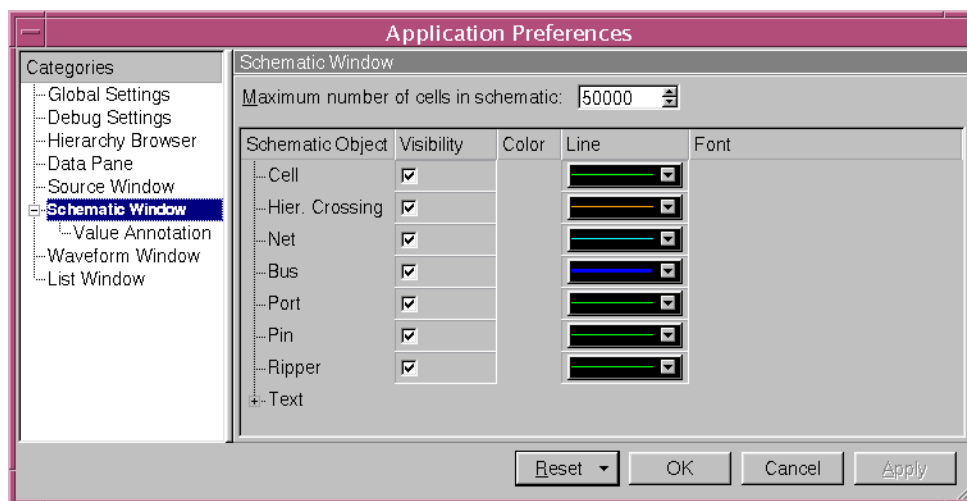 Application Preferences
Categories
Global Settings
Debug Settings
Hierarchy Browser
Data Pane
Source Window
Schematic Window
Value Annotation
Waveform Window
List Window
Schematic Window
Maximum number of cells in schematic: 50000
Schematic Object Visibility Color Line Font
Cell
Hier. Crossing
Net
Bus
Port
Pin
Ripper
Text
Reset OK Cancel Apply